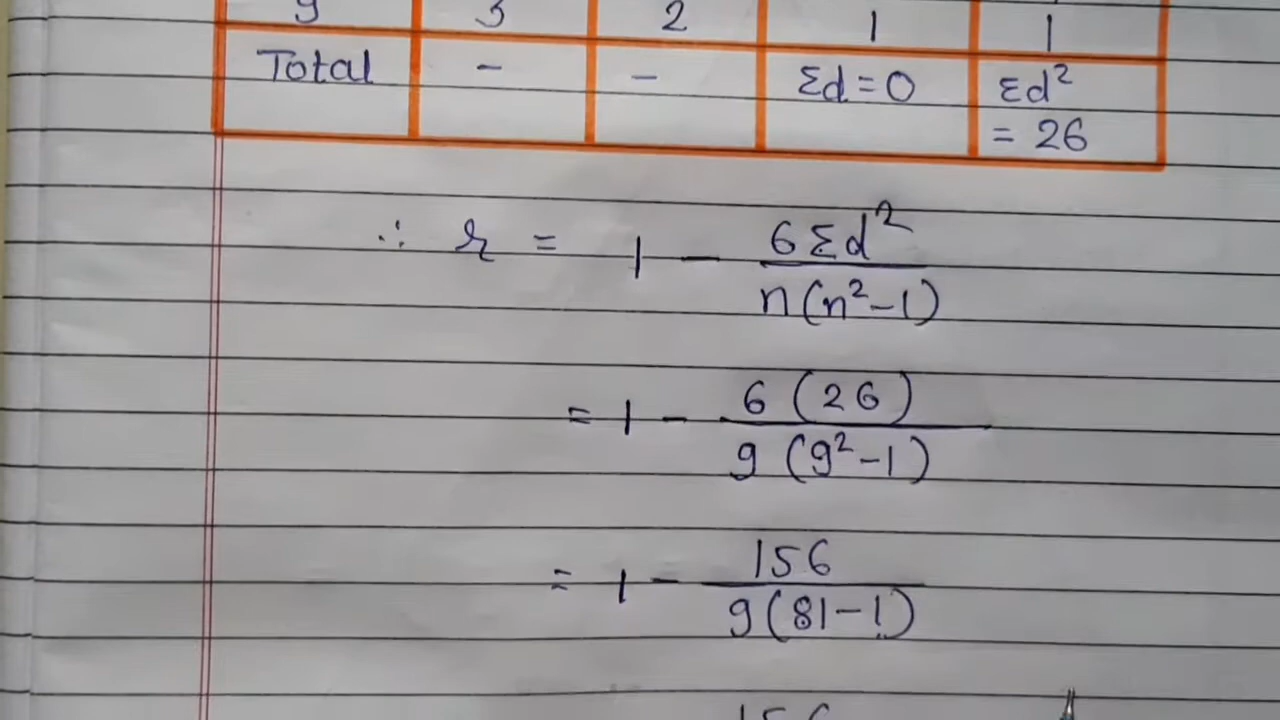 9 3 2 1 1
Total - - Σd = 0 Σd²
= 26
∴ r = 1 - 6Σd² / n(n²-1)
= 1 - 6(26) / 9(9²-1)
= 1 - 156 / 9(81-1)
156